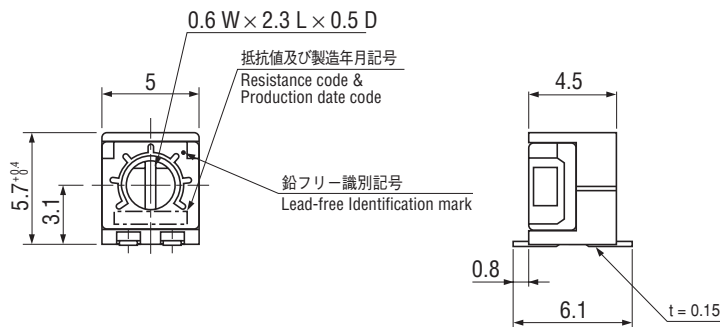 0.6 W × 2.3 L × 0.5 D
抵抗値及び製造年月記号
Resistance code &
Production date code
5
5.7 +0.4 0
3.1
鉛フリー識別記号
Lead-free Identification mark
4.5
0.8
6.1
t = 0.15